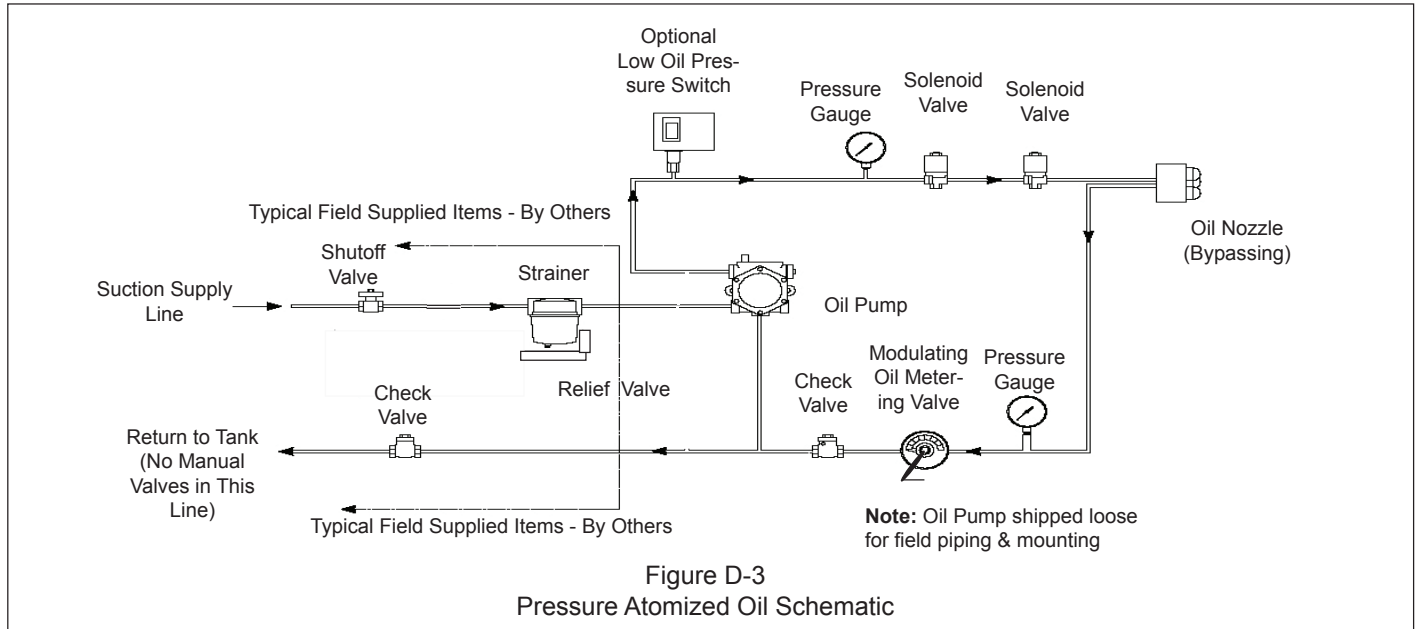 Optional
Low Oil Pres-
sure Switch
Pressure
Gauge
Solenoid
Valve
Solenoid
Valve
Typical Field Supplied Items - By Others
Shutoff
Valve
Strainer
Suction Supply
Line
Oil Pump
Oil Nozzle
(Bypassing)
Relief Valve
Check
Valve
Modulating
Oil Meter-
ing Valve
Pressure
Gauge
Check
Valve
Return to Tank
(No Manual
Valves in This
Line)
Typical Field Supplied Items - By Others
Note: Oil Pump shipped loose
for field piping & mounting
Figure D-3
Pressure Atomized Oil Schematic